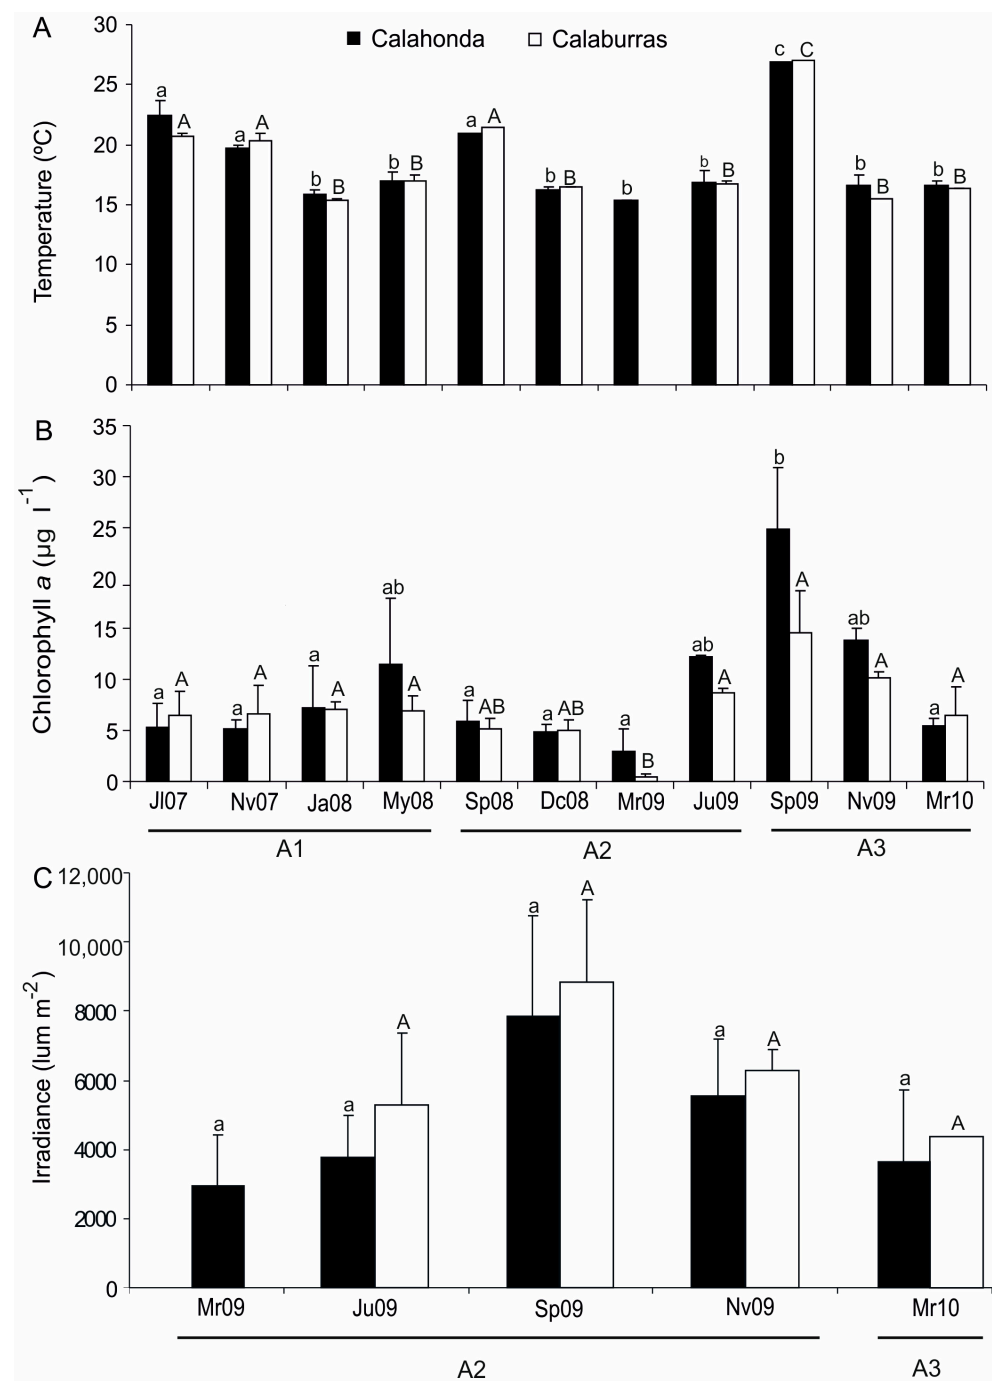 A
■ Calahonda □ Calaburras
Temperature (ºC)
30
25
20
15
10
5
0
a A a A b B b B a A b B b b B c C b B b B
B
Chlorophyll a (µg l-1)
35
30
25
20
15
10
5
0
a A a A a A ab A a AB a AB a B ab A b A ab A a A
Jl07 Nv07 Ja08 My08 Sp08 Dc08 Mr09 Ju09 Sp09 Nv09 Mr10
A1 A2 A3
C
Irradiance (lum m-2)
12,000
10,000
8000
6000
4000
2000
0
a a A a A a A a A
Mr09 Ju09 Sp09 Nv09 Mr10
A2 A3